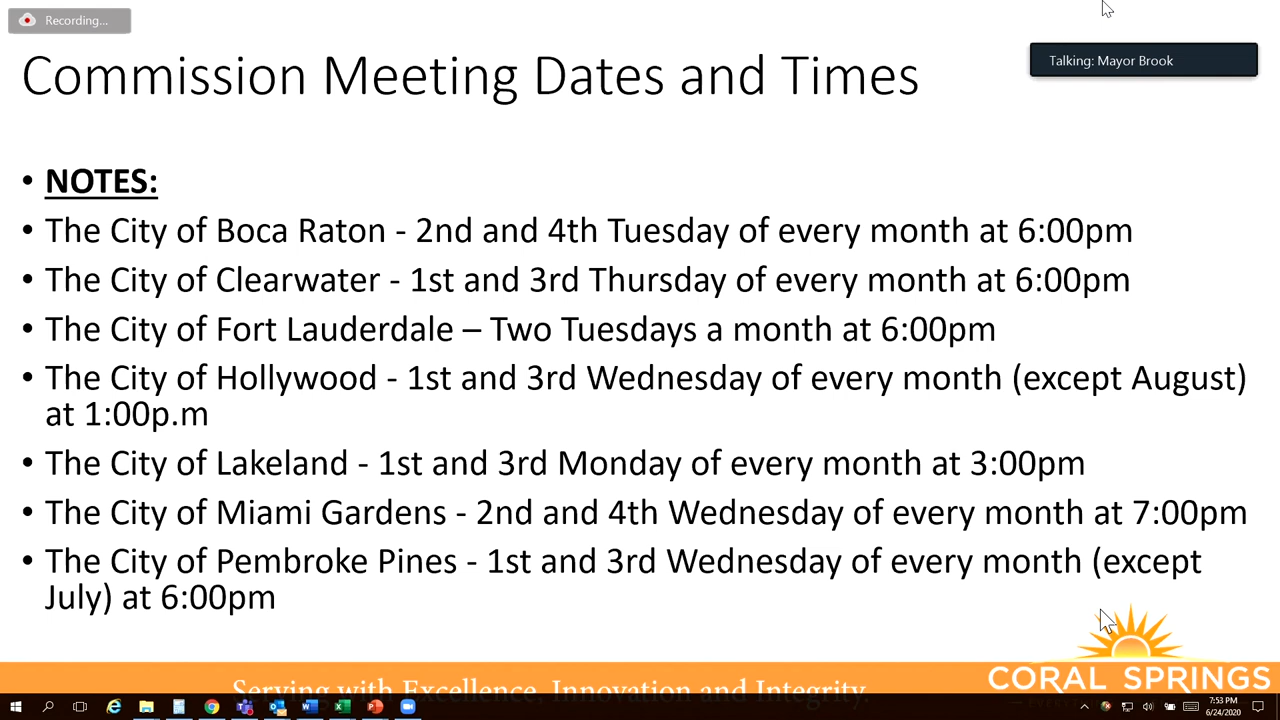 Recording...
Talking: Mayor Brook
Commission Meeting Dates and Times
• NOTES:
• The City of Boca Raton - 2nd and 4th Tuesday of every month at 6:00pm
• The City of Clearwater - 1st and 3rd Thursday of every month at 6:00pm
• The City of Fort Lauderdale – Two Tuesdays a month at 6:00pm
• The City of Hollywood - 1st and 3rd Wednesday of every month (except August)
at 1:00p.m
• The City of Lakeland - 1st and 3rd Monday of every month at 3:00pm
• The City of Miami Gardens - 2nd and 4th Wednesday of every month at 7:00pm
• The City of Pembroke Pines - 1st and 3rd Wednesday of every month (except
July) at 6:00pm
CORAL SPRINGS
Serving with Excellence, Innovation and Integrity.
7:53 PM
6/24/2020